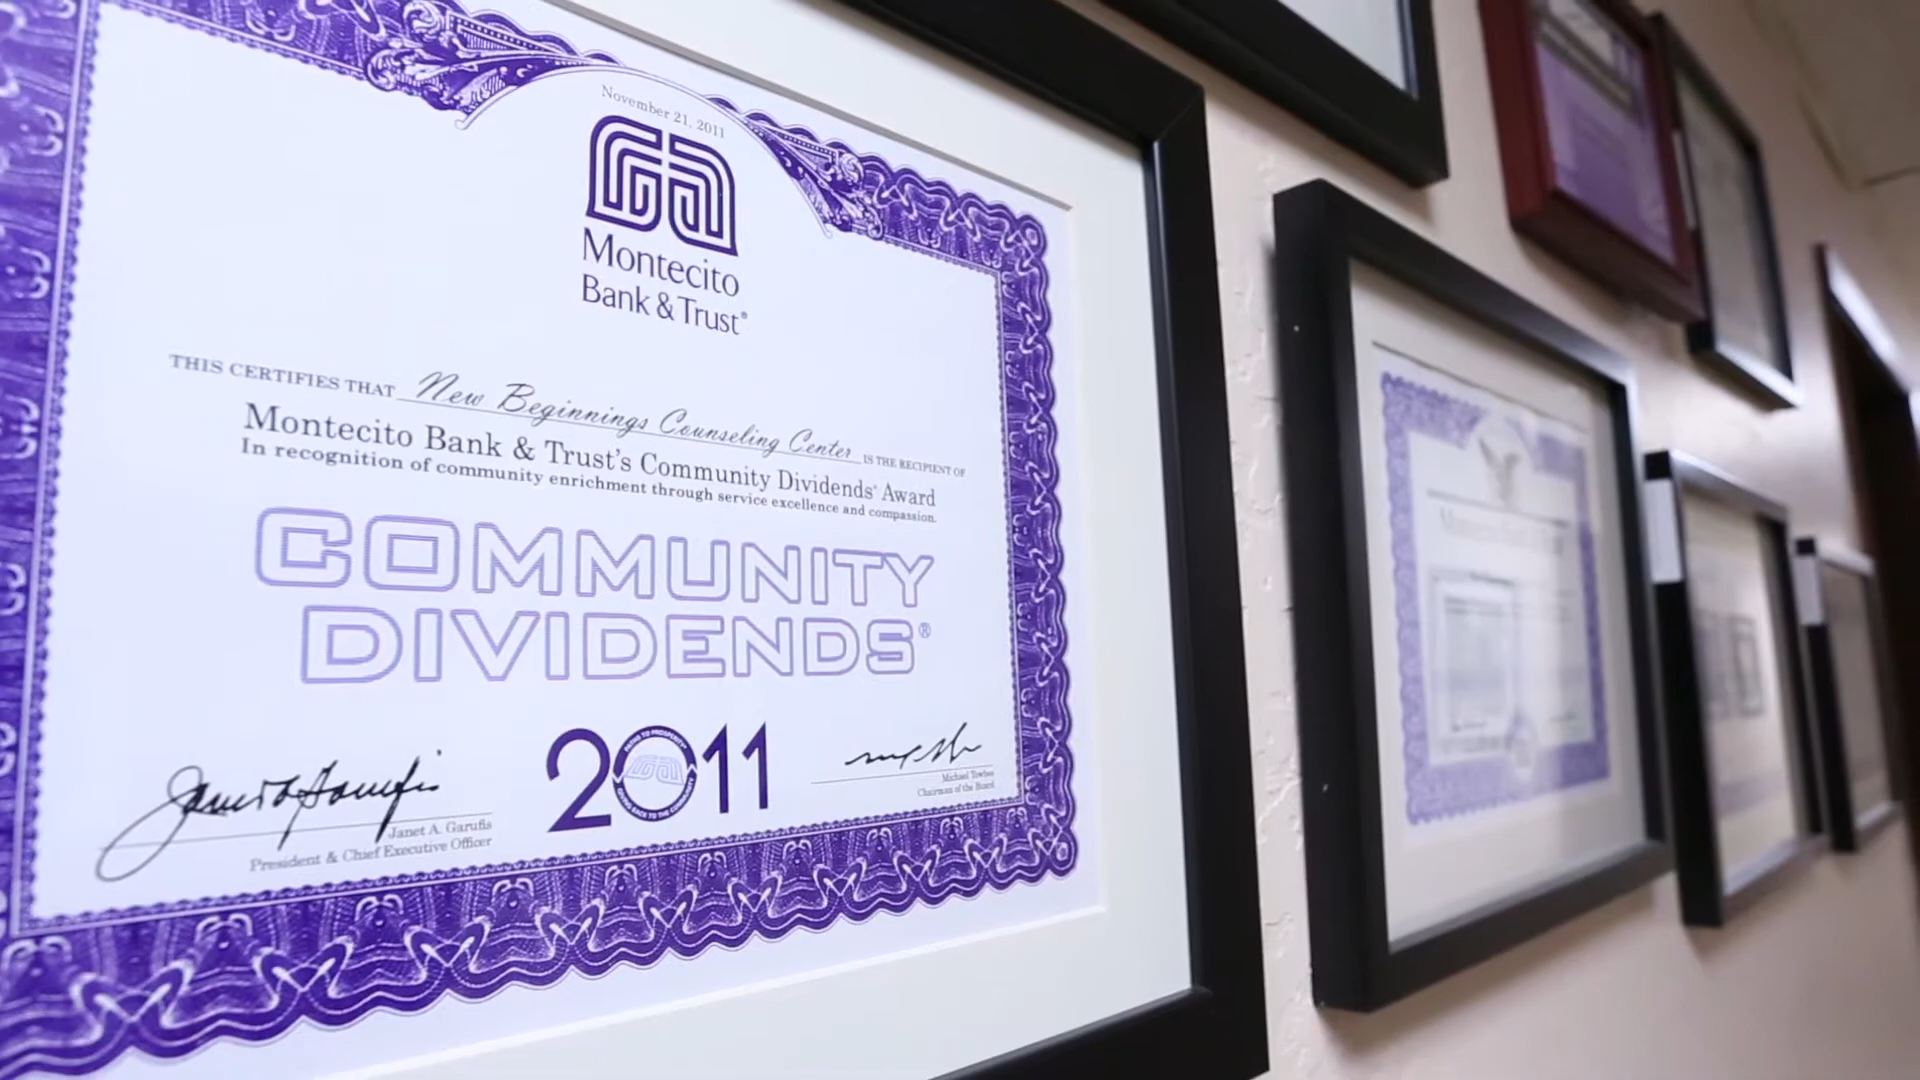 November 21, 2011
Montecito
Bank & Trust®
THIS CERTIFIES THAT New Beginnings Counseling Center IS THE RECIPIENT OF
Montecito Bank & Trust's Community Dividends® Award
In recognition of community enrichment through service excellence and compassion.
COMMUNITY
DIVIDENDS®
2011
Janet A. Garufis
President & Chief Executive Officer
Michael Towbes
Chairman of the Board